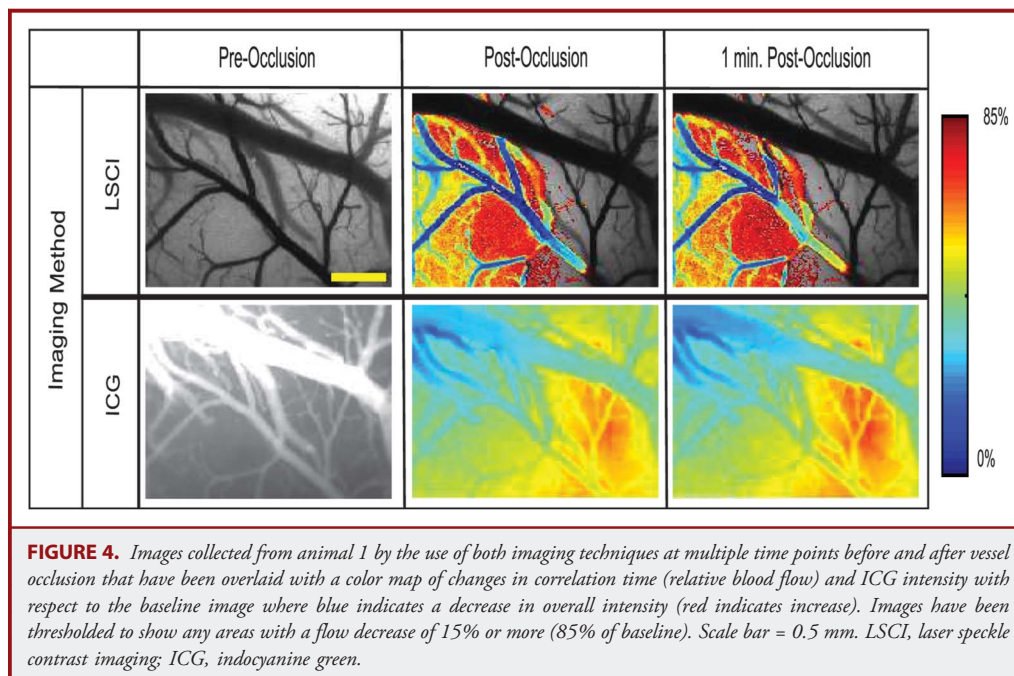 Pre-Occlusion
Post-Occlusion
1 min. Post-Occlusion
Imaging Method
LSCI
ICG
85%
0%
FIGURE 4. Images collected from animal 1 by the use of both imaging techniques at multiple time points before and after vessel
occlusion that have been overlaid with a color map of changes in correlation time (relative blood flow) and ICG intensity with
respect to the baseline image where blue indicates a decrease in overall intensity (red indicates increase). Images have been
thresholded to show any areas with a flow decrease of 15% or more (85% of baseline). Scale bar = 0.5 mm. LSCI, laser speckle
contrast imaging; ICG, indocyanine green.